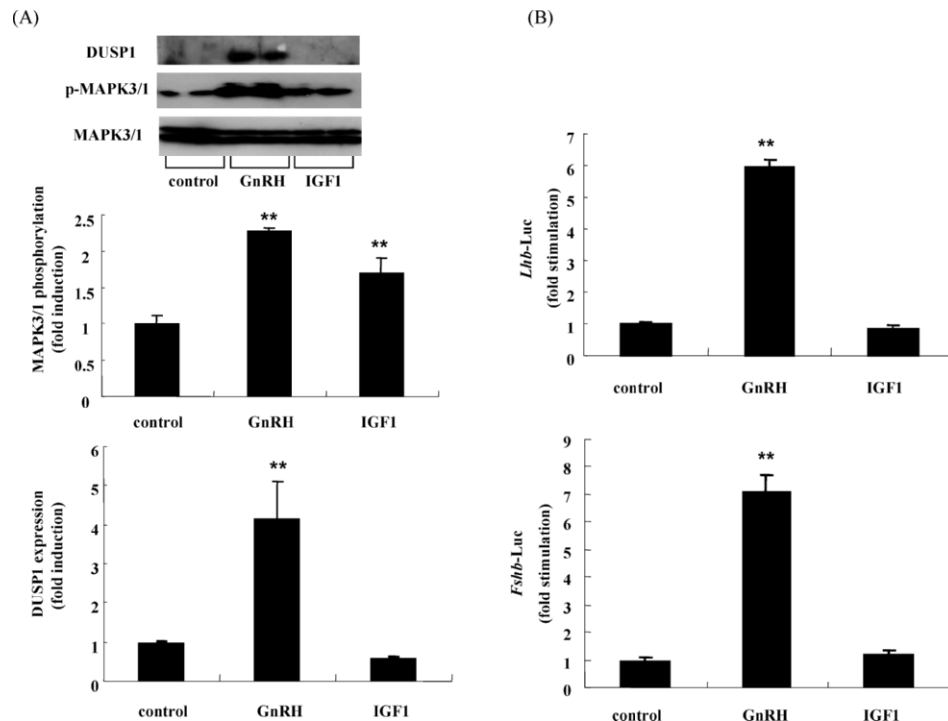 (A)
DUSP1
p-MAPK3/1
MAPK3/1
control GnRH IGF1
MAPK3/1 phosphorylation
(fold induction)
2.5
2
1.5
1
0.5
0
** **
control GnRH IGF1
DUSP1 expression
(fold induction)
6
5
4
2
1
0
**
control GnRH IGF1
(B)
Lhb-Luc
(fold stimulation)
7
6
5
4
3
2
1
0
**
control GnRH IGF1
Fshb-Luc
(fold stimulation)
9
8
7
5
4
3
2
1
0
**
control GnRH IGF1